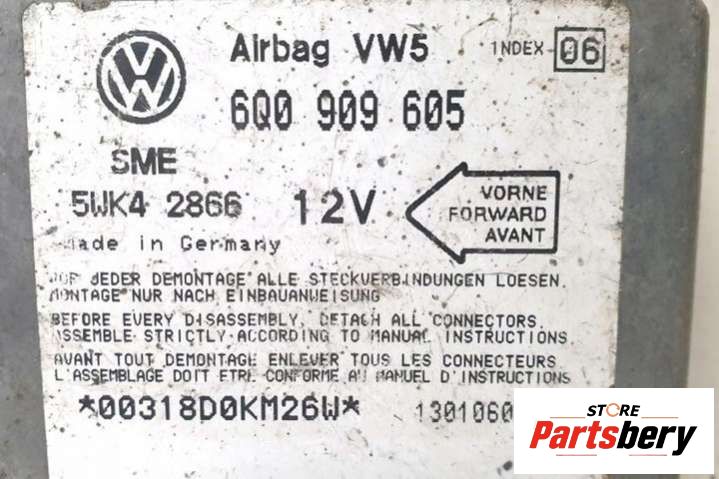 Airbag VW5 INDEX 06
6Q0 909 605
SME
5WK4 2866 12V
VORNE
FORWARD
AVANT
Made in Germany
VOR JEDER DEMONTAGE ALLE STECKVERBINDUNGEN LOESEN.
MONTAGE NUR NACH EINBAUANWEISUNG
BEFORE EVERY DISASSEMBLY, DETACH ALL CONNECTORS.
ASSEMBLE STRICTLY ACCORDING TO MANUAL INSTRUCTIONS.
AVANT TOUT DEMONTAGE ENLEVER TOUS LES CONNECTEURS
L'ASSEMBLAGE DOIT ETRE CONFORME AU MANUEL D'INSTRUCTIONS
*00318D0KM26W* 1301060
STORE
Partsbery